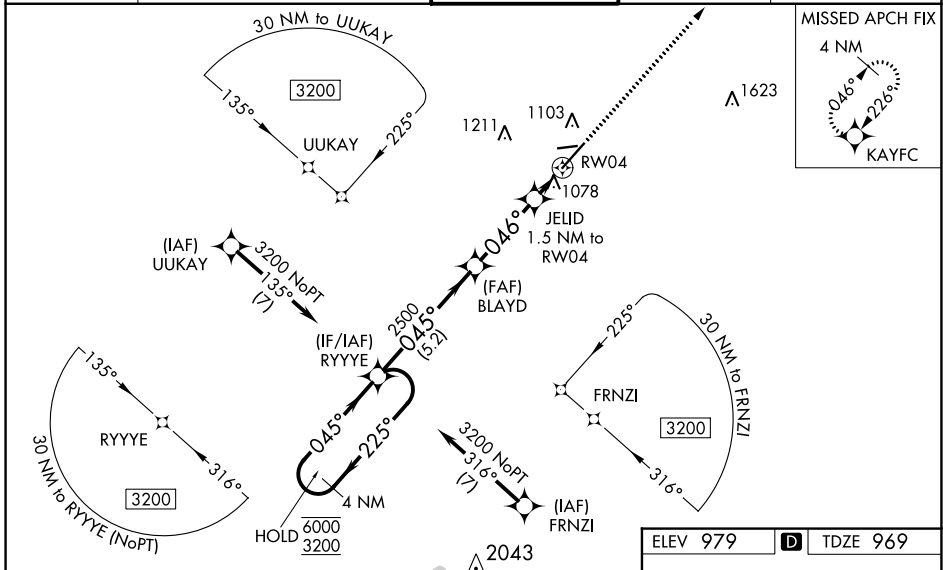 30 NM to UUKAY
3200
135°
225°
UUKAY
MISSED APCH FIX
4 NM
046°
226°
KAYFC
1623
1103
1211
RW04
1078
JELID
1.5 NM to
RW04
046°
(FAF)
BLAYD
(IAF)
UUKAY
3200 NoPT
135°
(7)
2500
045°
(5.2)
(IF/IAF)
RYYYE
045°
225°
4 NM
HOLD
6000
3200
135°
RYYYE
316°
3200
30 NM to RYYYE (NoPT)
225°
FRNZI
30 NM to FRNZI
3200
316°
3200 NoPT
316°
(7)
(IAF)
FRNZI
2043
ELEV 979 D TDZE 969